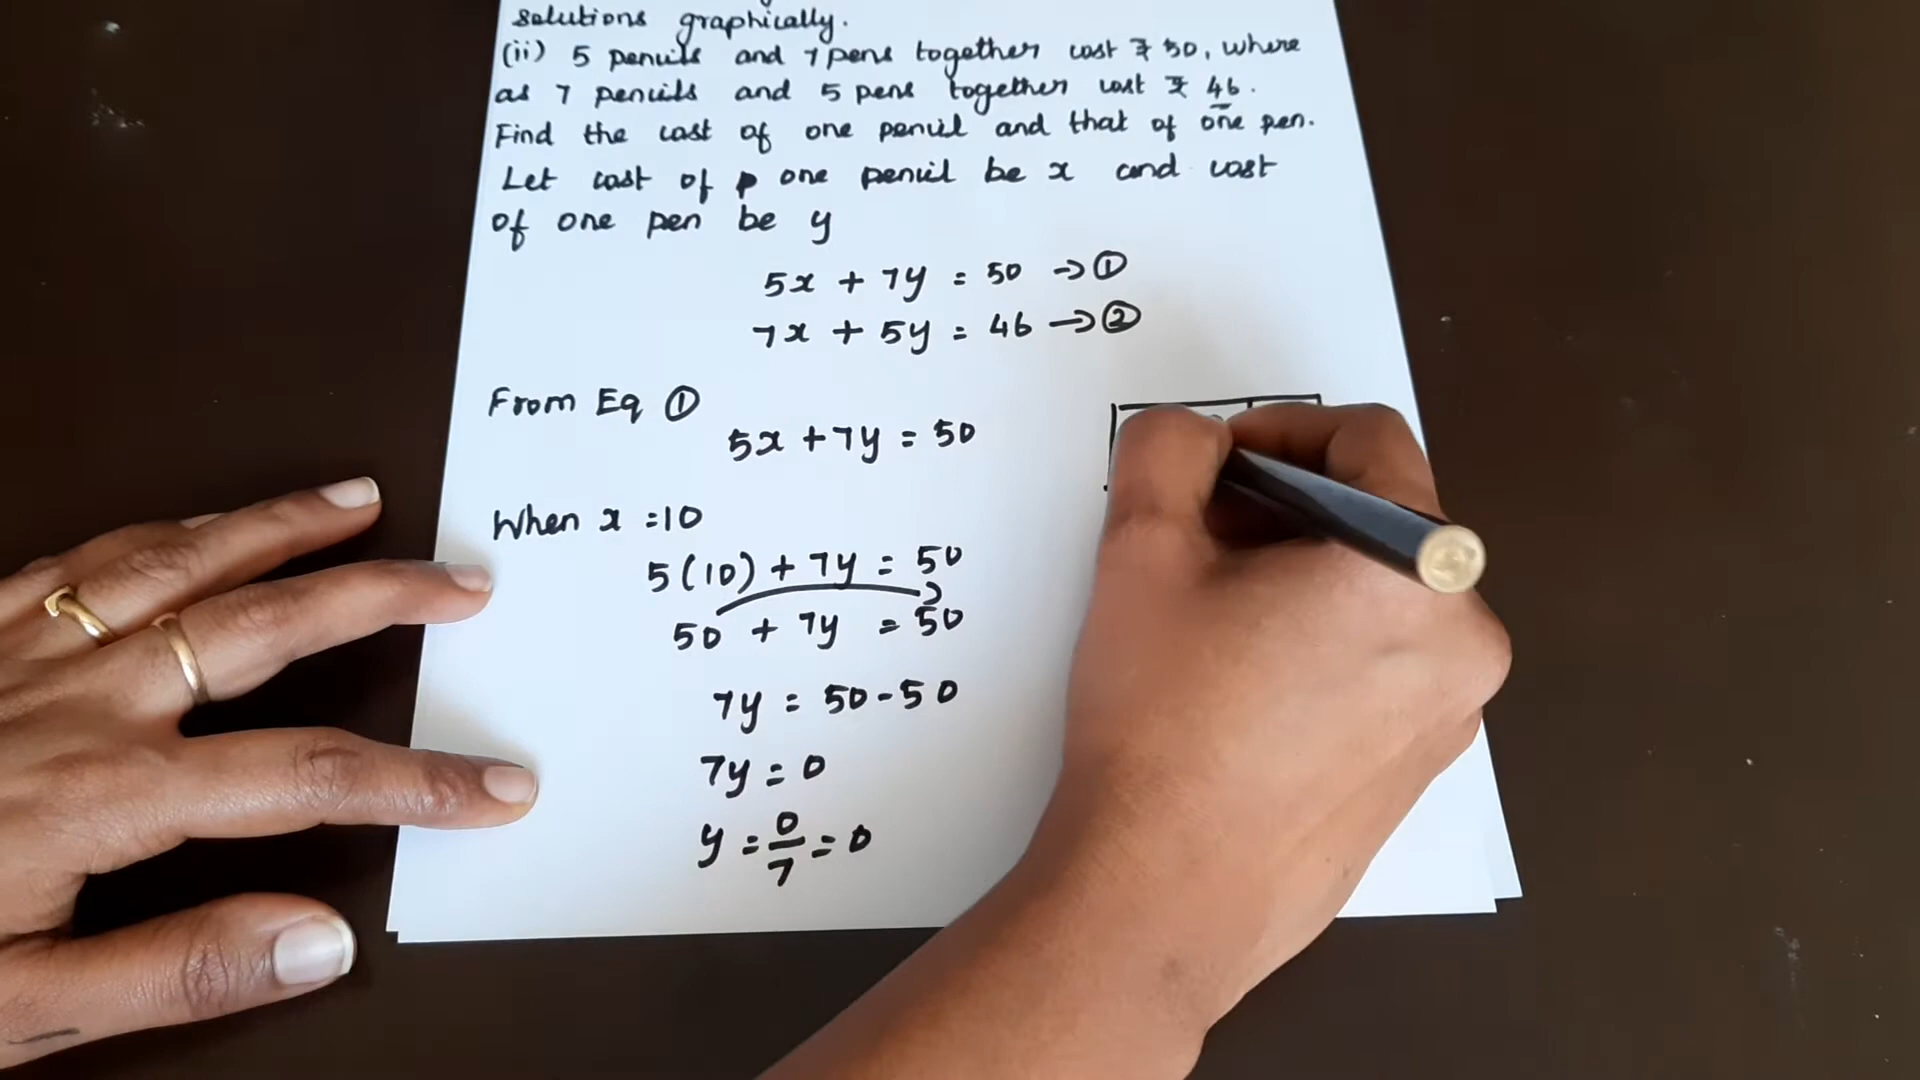 solutions graphically.
(ii) 5 pencils and 7 pens together cost ₹ 50, where
as 7 pencils and 5 pens together cost ₹ 46.
Find the cost of one pencil and that of one pen.
Let cost of one pencil be x and cost
of one pen be y
5x + 7y = 50 → ①
7x + 5y = 46 → ②
From Eq ①
5x + 7y = 50
When x = 10
5(10) + 7y = 50
50 + 7y = 50
7y = 50 - 50
7y = 0
y = 0/7 = 0